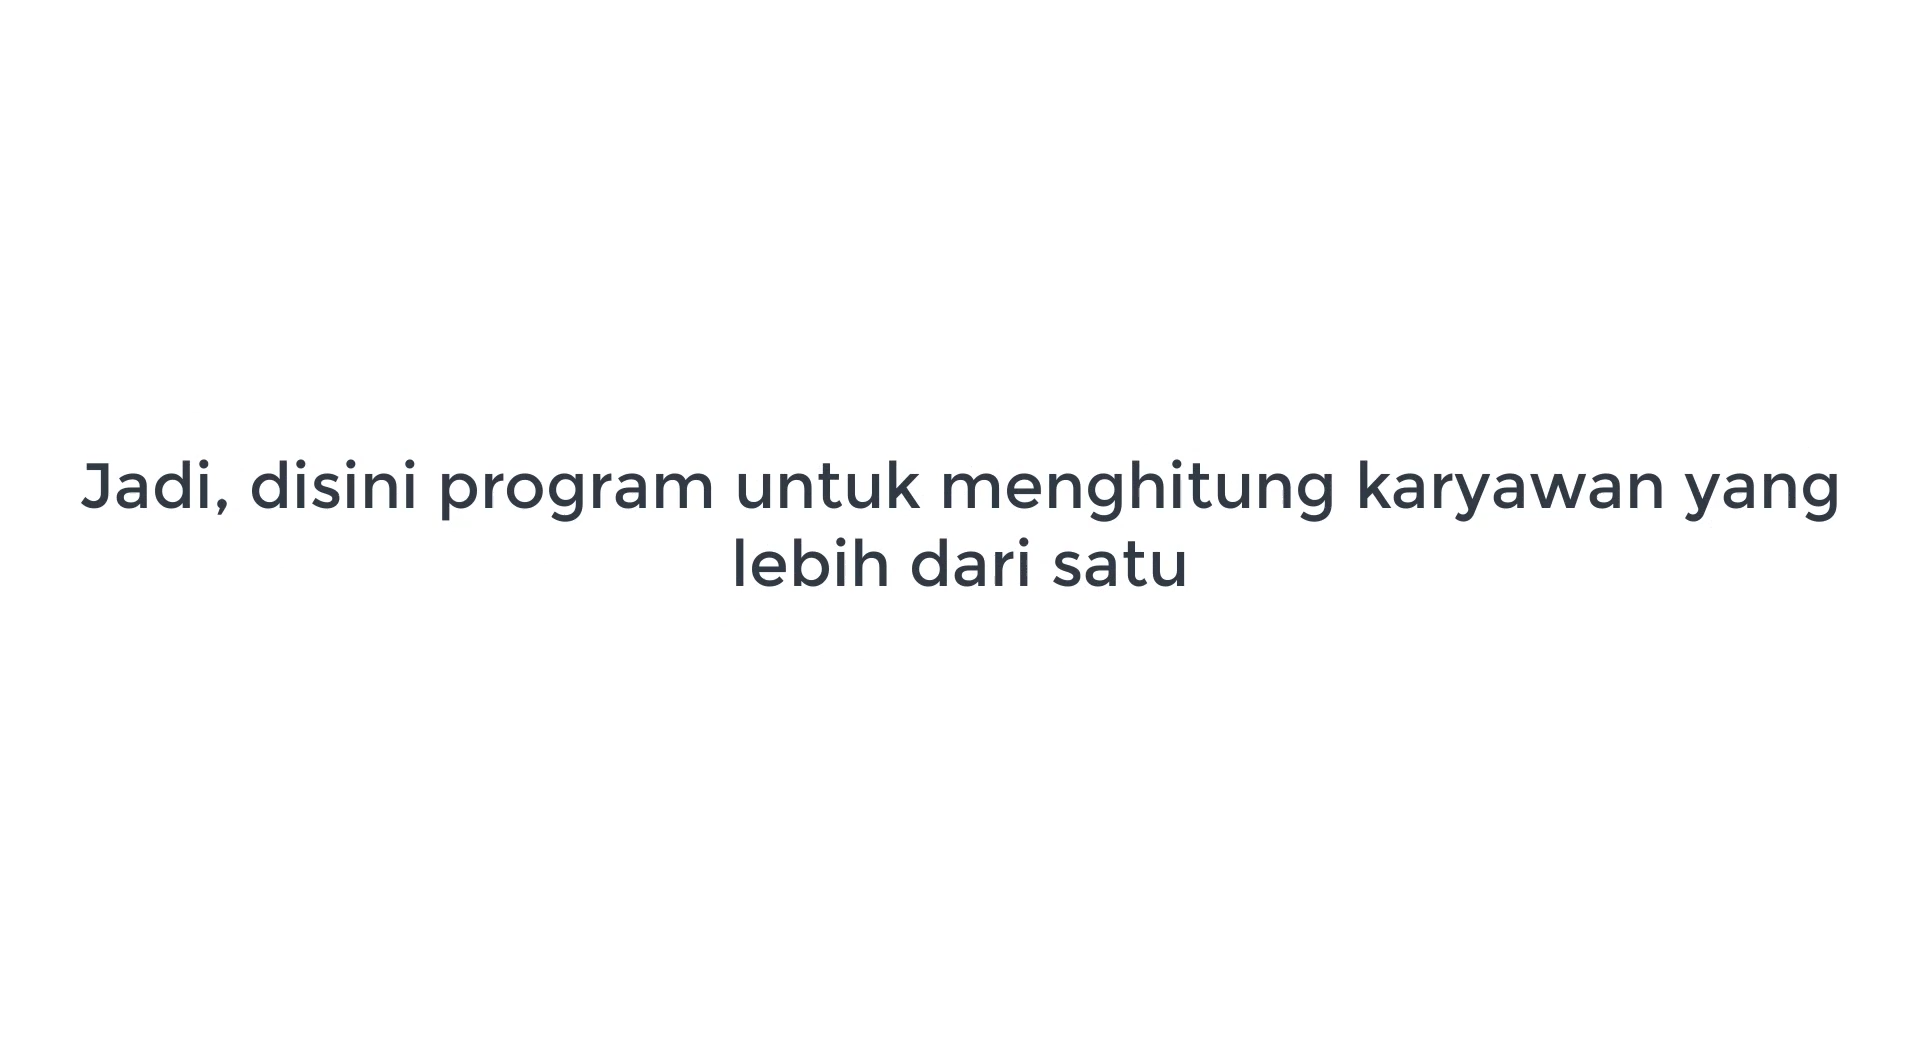 Jadi, disini program untuk menghitung karyawan yang
lebih dari satu